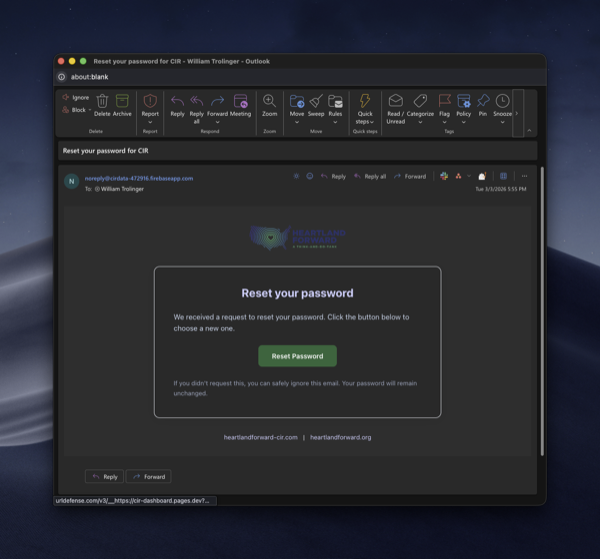 Reset your password for CIR - William Trolinger - Outlook
about:blank
Ignore
Block
Delete
Archive
Report
Reply
Reply all
Forward
Meeting
Zoom
Move
Sweep
Rules
Quick steps
Read / Unread
Categorize
Flag
Policy
Pin
Snooze
Delete
Report
Respond
Zoom
Move
Quick steps
Tags
Reset your password for CIR
N
noreply@cirdata-472916.firebaseapp.com
To: William Trolinger
Reply
Reply all
Forward
Tue 3/3/2026 5:55 PM
HEARTLAND
FORWARD
A THINK AND DO TANK
Reset your password
We received a request to reset your password. Click the button below to
choose a new one.
Reset Password
If you didn't request this, you can safely ignore this email. Your password will remain
unchanged.
heartlandforward-cir.com | heartlandforward.org
Reply
Forward
urldefense.com/v3/__https://cir-dashboard.pages.dev?...